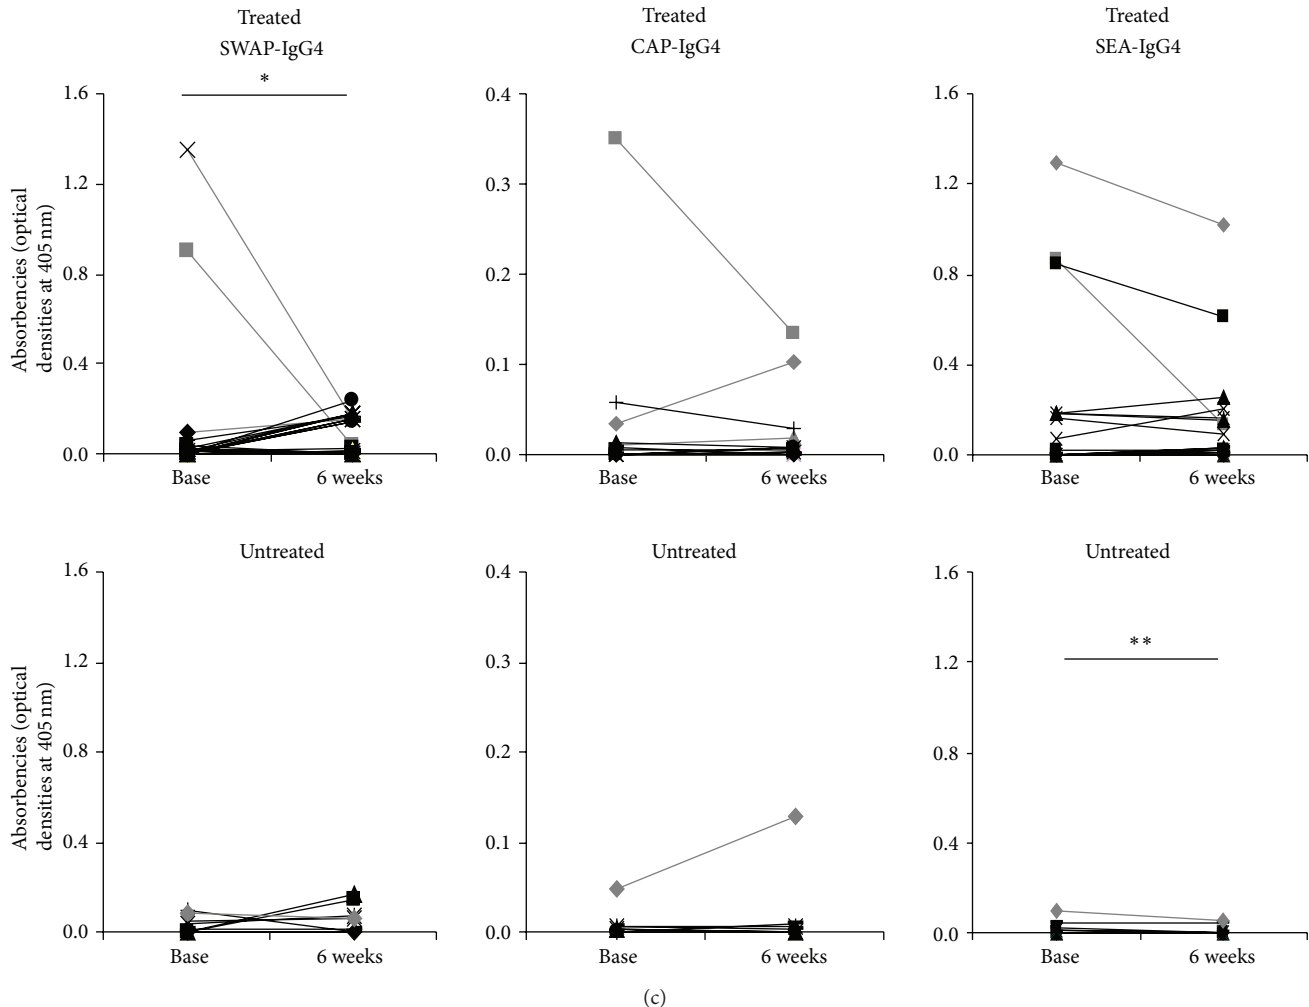 Treated
SWAP-IgG4
Treated
CAP-IgG4
Treated
SEA-IgG4
Absorbencies (optical
densities at 405 nm)
1.6
1.2
0.8
0.4
0.0
*
Base
6 weeks
0.4
0.3
0.2
0.1
0.0
Base
6 weeks
1.6
1.2
0.8
0.4
0.0
Base
6 weeks
Untreated
Untreated
Untreated
Absorbencies (optical
densities at 405 nm)
1.6
1.2
0.8
0.4
0.0
Base
6 weeks
0.4
0.3
0.2
0.1
0.0
Base
6 weeks
1.6
1.2
0.8
0.4
0.0
**
Base
6 weeks
(c)